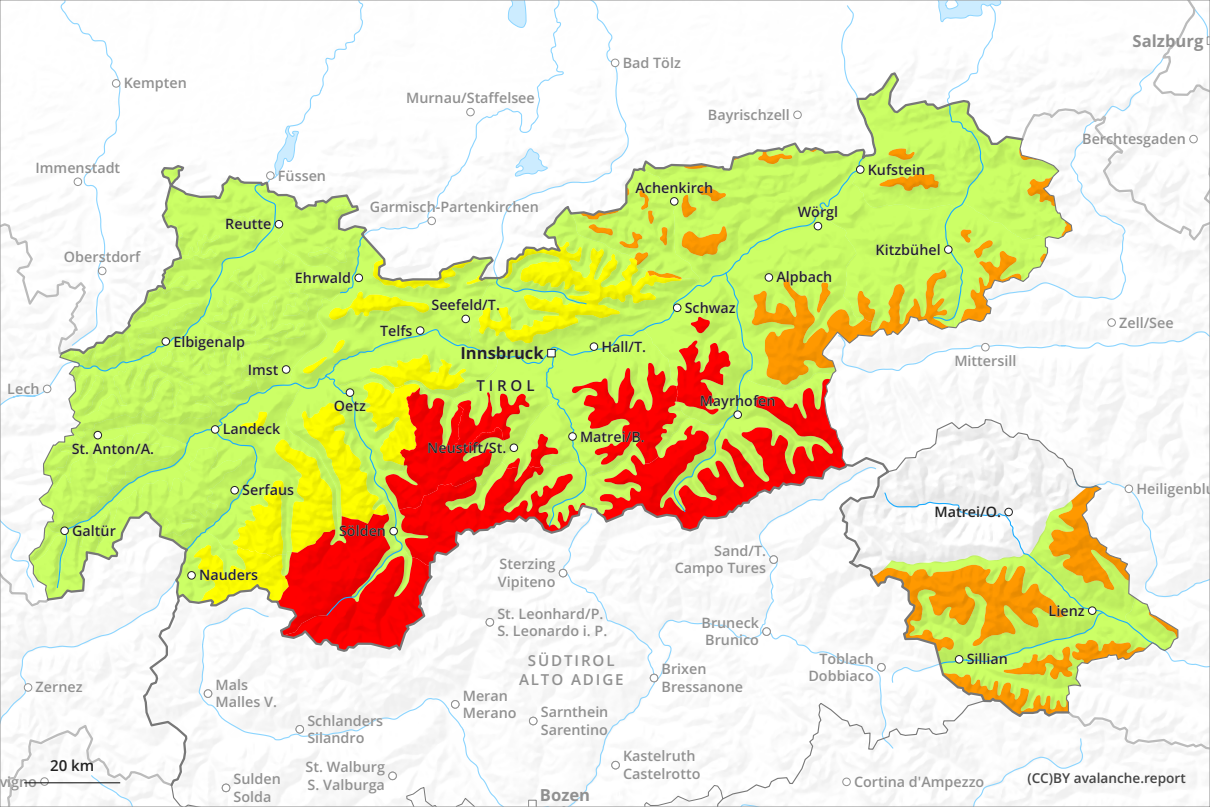 Salzburg
Bad Tölz
Kempten
Murnau/Staffelsee
Bayrischzell
Berchtesgaden
Immenstadt
Füssen
Kufstein
Achenkirch
Garmisch-Partenkirchen
Wörgl
Reutte
Kitzbühel
Oberstdorf
Ehrwald
Alpbach
Seefeld/T.
Schwaz
Zell/See
Telfs
Elbigenalp
Innsbruck
Hall/T.
Mittersill
Imst
TIROL
Lech
Oetz
Mayrhofen
Landeck
Matrei/B.
St. Anton/A.
Neustift/St.
Serfaus
Heiligenblu
Matrei/O.
Galtür
Sölden
Sand/T.
Campo Tures
Sterzing
Vipiteno
Nauders
St. Leonhard/P.
S. Leonardo i. P.
Lienz
Bruneck
Brunico
SÜDTIROL
ALTO ADIGE
Sillian
Toblach
Dobbiaco
Brixen
Bressanone
Zernez
Mals
Malles V.
Meran
Merano
Sarnthein
Sarentino
Schlanders
Silandro
Kastelruth
Castelrotto
20 km
St. Walburg
S. Valburga
vigno
Sulden
Solda
Cortina d'Ampezzo
(CC)BY avalanche.report
Bozen